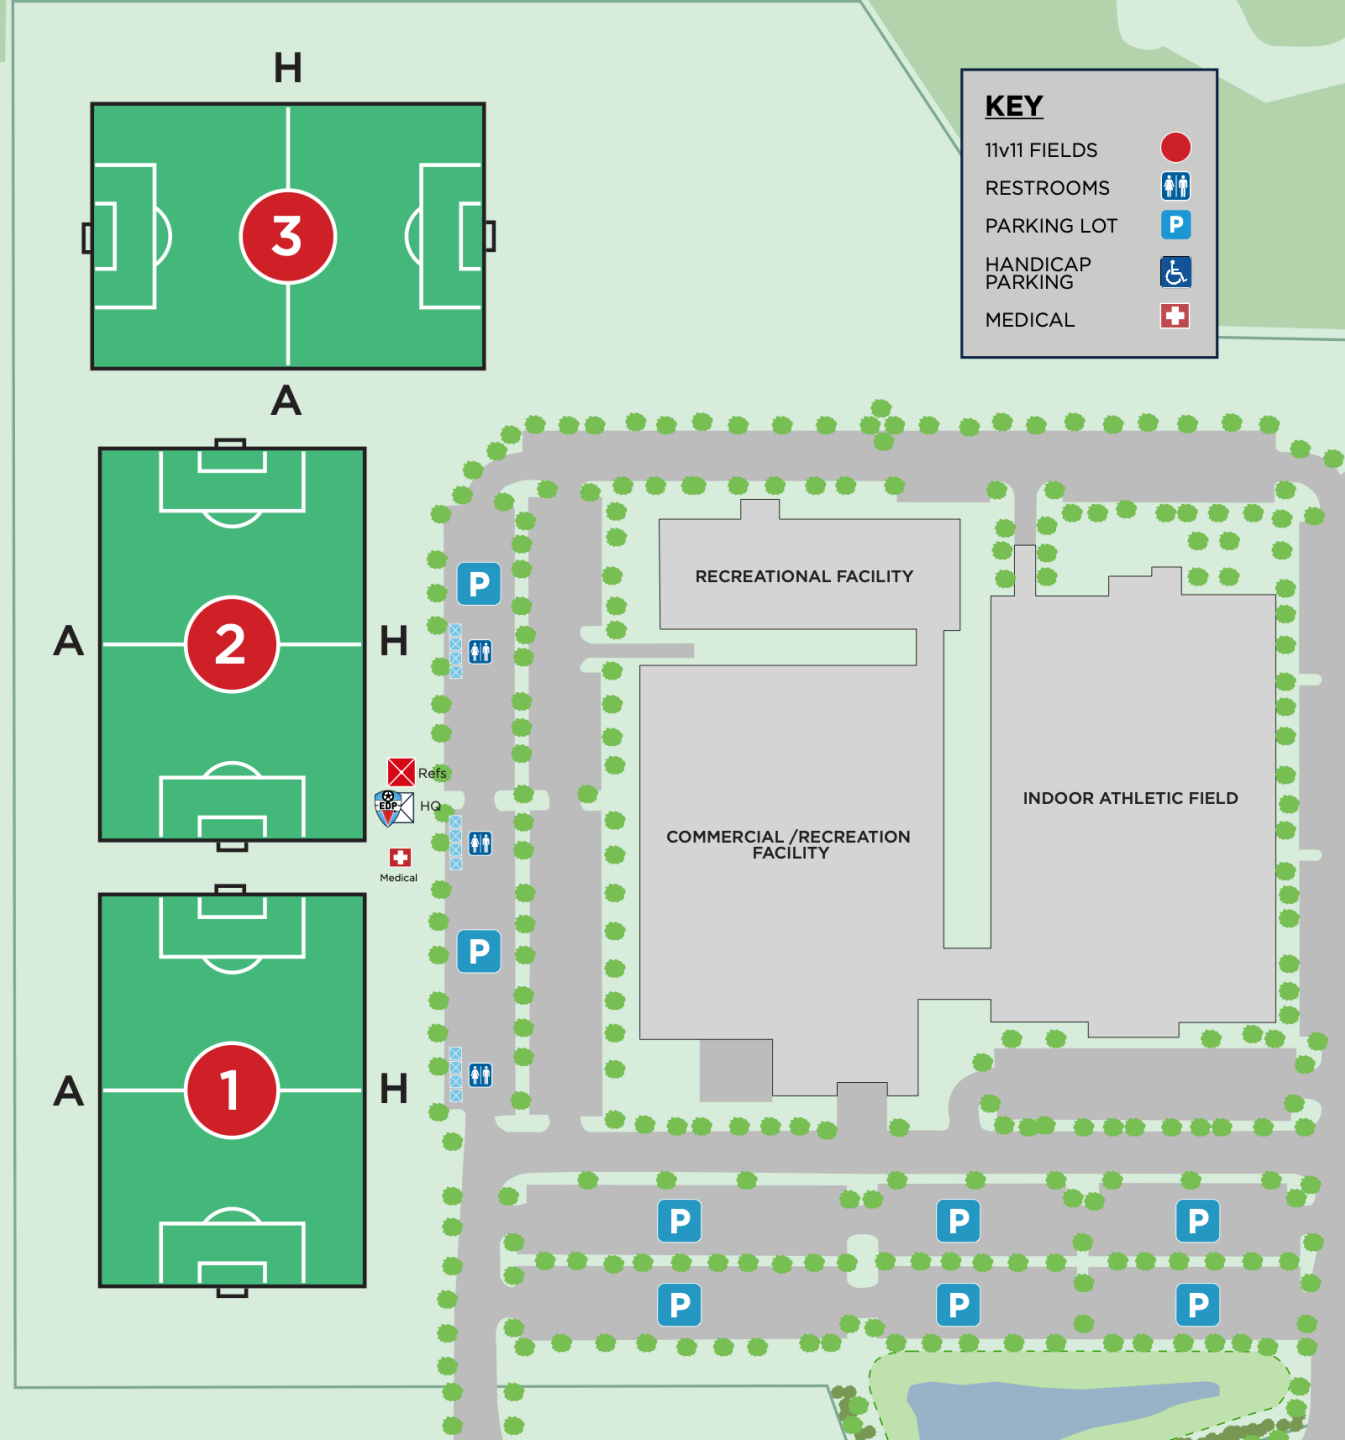 H
3
A
KEY
11v11 FIELDS
RESTROOMS
PARKING LOT
P
HANDICAP
PARKING
MEDICAL
A
2
H
P
RECREATIONAL FACILITY
Refs
EDP
HQ
Medical
INDOOR ATHLETIC FIELD
COMMERCIAL /RECREATION
FACILITY
P
A
1
H
P
P
P
P
P
P